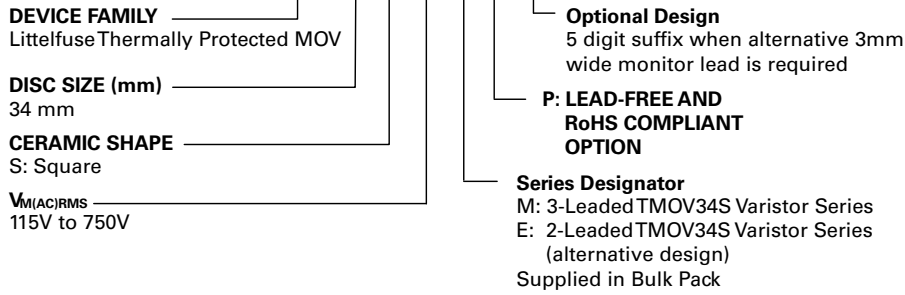 DEVICE FAMILY
Littelfuse Thermally Protected MOV
DISC SIZE (mm)
34 mm
CERAMIC SHAPE
S: Square
VM(AC)RMS
115V to 750V
Optional Design
5 digit suffix when alternative 3mm
wide monitor lead is required
P: LEAD-FREE AND
RoHS COMPLIANT
OPTION
Series Designator
M: 3-Leaded TMOV34S Varistor Series
E: 2-Leaded TMOV34S Varistor Series
(alternative design)
Supplied in Bulk Pack